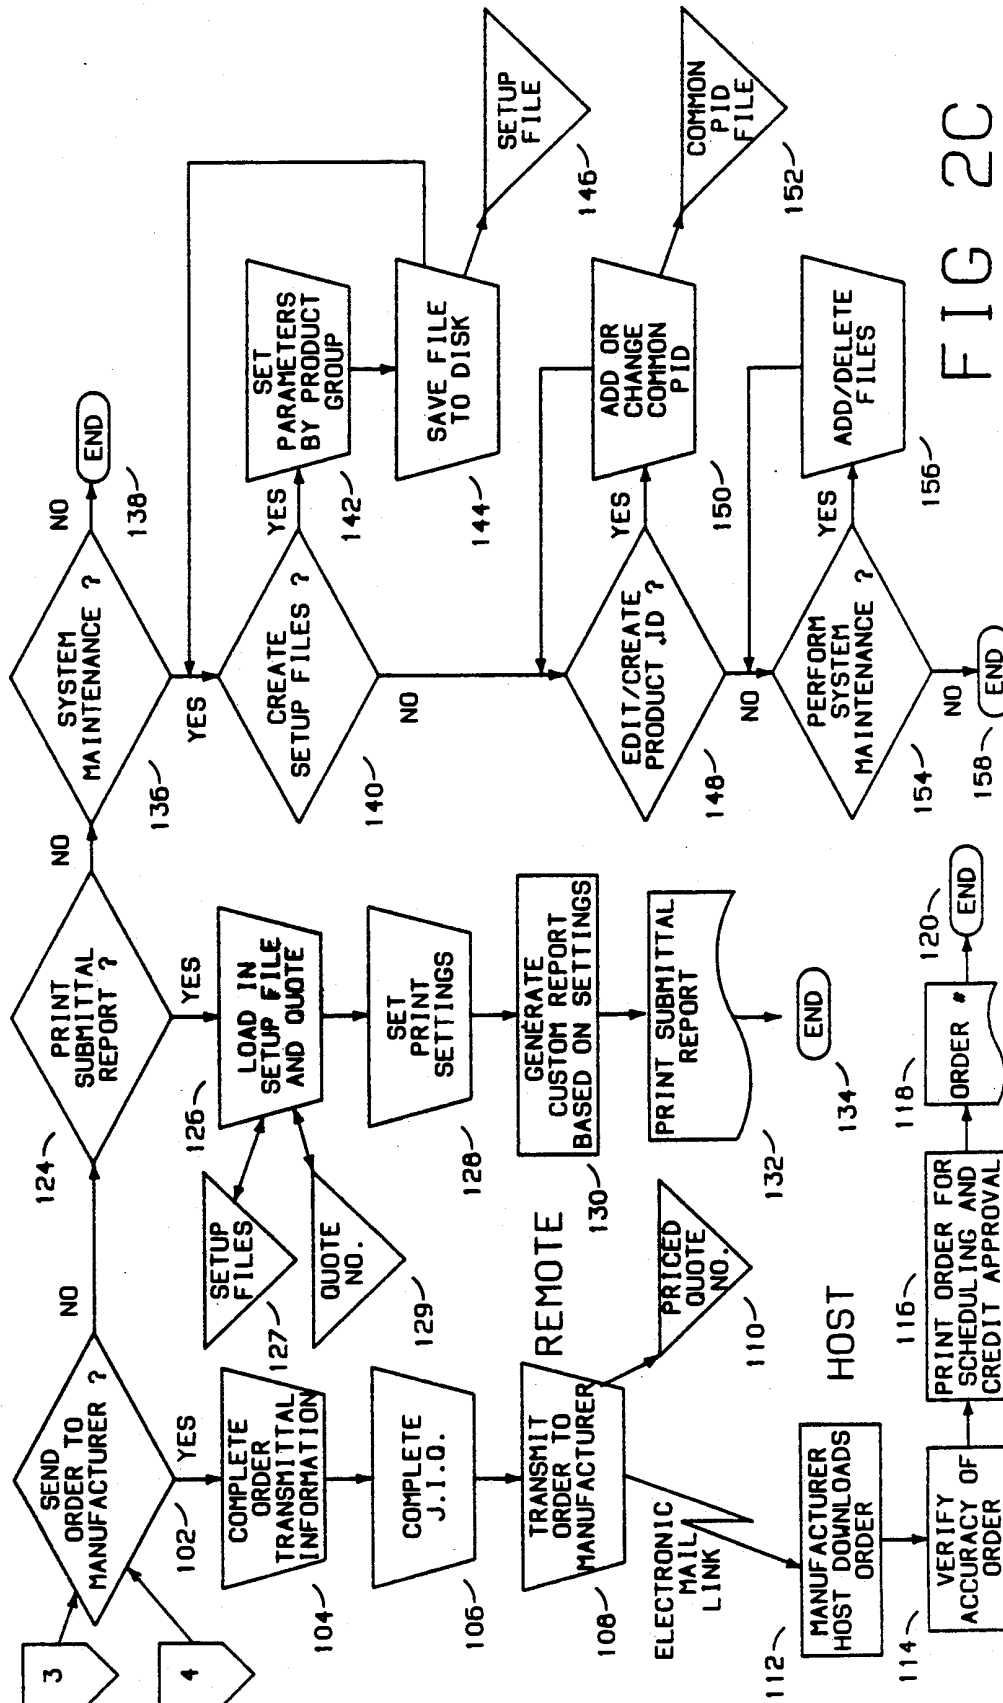 3
4
SEND
ORDER TO
MANUFACTURER ?
102
NO
YES
COMPLETE
ORDER
TRANSMITTAL
INFORMATION
104
COMPLETE
J.I.Q.
106
TRANSMIT
ORDER TO
MANUFACTURER
108
REMOTE
PRICED
QUOTE
NO.
110
ELECTRONIC
MAIL
LINK
HOST
MANUFACTURER
HOST DOWNLOADS
ORDER
112
VERIFY
ACCURACY OF
ORDER
114
PRINT ORDER FOR
SCHEDULING AND
CREDIT APPROVAL
116
ORDER #
118
END
120
PRINT
SUBMITTAL
REPORT ?
124
NO
YES
LOAD IN
SETUP FILE
AND QUOTE
126
SETUP
FILES
127
QUOTE
NO.
129
SET
PRINT
SETTINGS
128
GENERATE
CUSTOM REPORT
BASED ON SETTINGS
130
PRINT SUBMITTAL
REPORT
132
END
134
SYSTEM
MAINTENANCE ?
136
NO
END
138
YES
CREATE
SETUP FILES ?
140
YES
SET
PARAMETERS
BY PRODUCT
GROUP
142
SAVE FILE
TO DISK
144
SETUP
FILE
146
NO
EDIT/CREATE
PRODUCT .ID ?
148
YES
ADD OR
CHANGE
COMMON
PID
150
COMMON
PID
FILE
152
NO
PERFORM
SYSTEM
MAINTENANCE ?
154
YES
ADD/DELETE
FILES
156
NO
END
158
FIG 2C